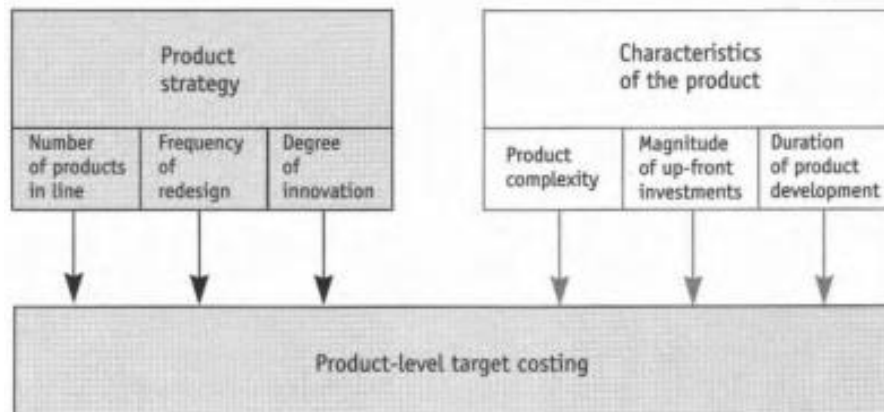 Product
strategy
Number
of products
in line
Frequency
of
redesign
Degree
of
innovation
Characteristics
of the product
Product
complexity
Magnitude
of up-front
investments
Duration
of product
development
Product-level target costing